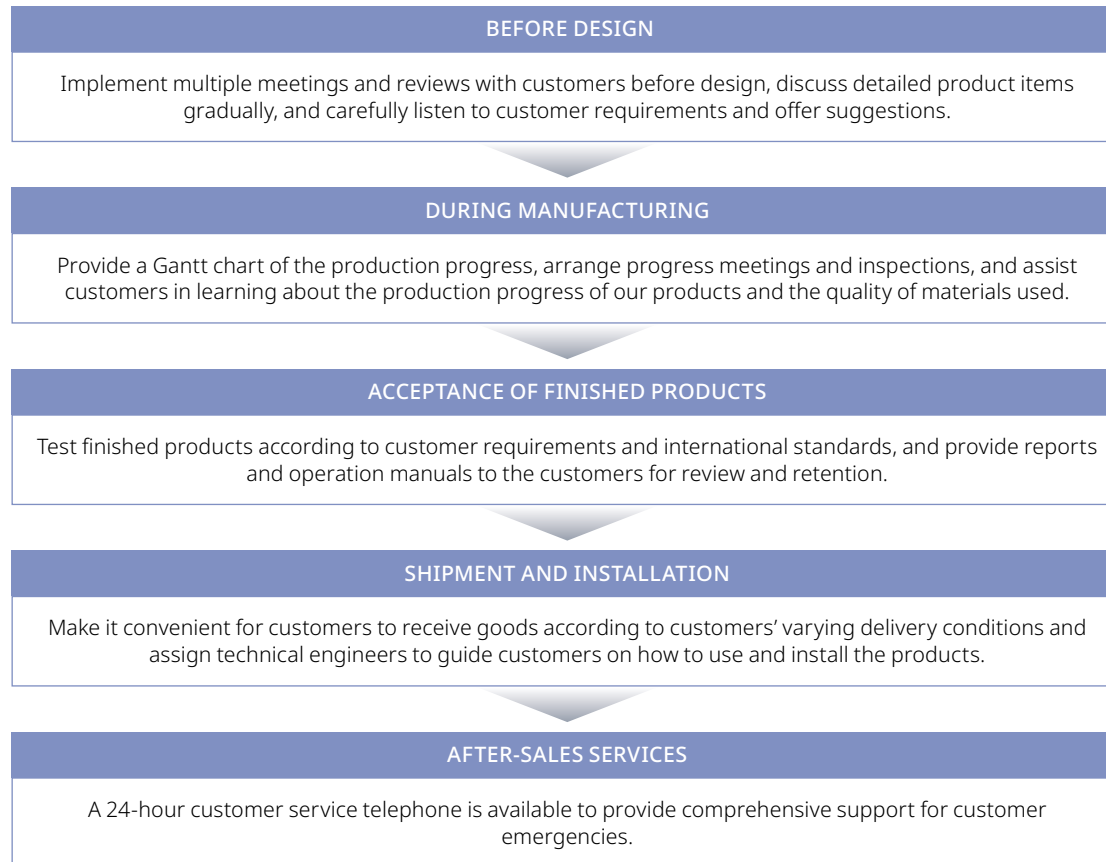 BEFORE DESIGN
Implement multiple meetings and reviews with customers before design, discuss detailed product items
gradually, and carefully listen to customer requirements and offer suggestions.
DURING MANUFACTURING
Provide a Gantt chart of the production progress, arrange progress meetings and inspections, and assist
customers in learning about the production progress of our products and the quality of materials used.
ACCEPTANCE OF FINISHED PRODUCTS
Test finished products according to customer requirements and international standards, and provide reports
and operation manuals to the customers for review and retention.
SHIPMENT AND INSTALLATION
Make it convenient for customers to receive goods according to customers’ varying delivery conditions and
assign technical engineers to guide customers on how to use and install the products.
AFTER-SALES SERVICES
A 24-hour customer service telephone is available to provide comprehensive support for customer
emergencies.